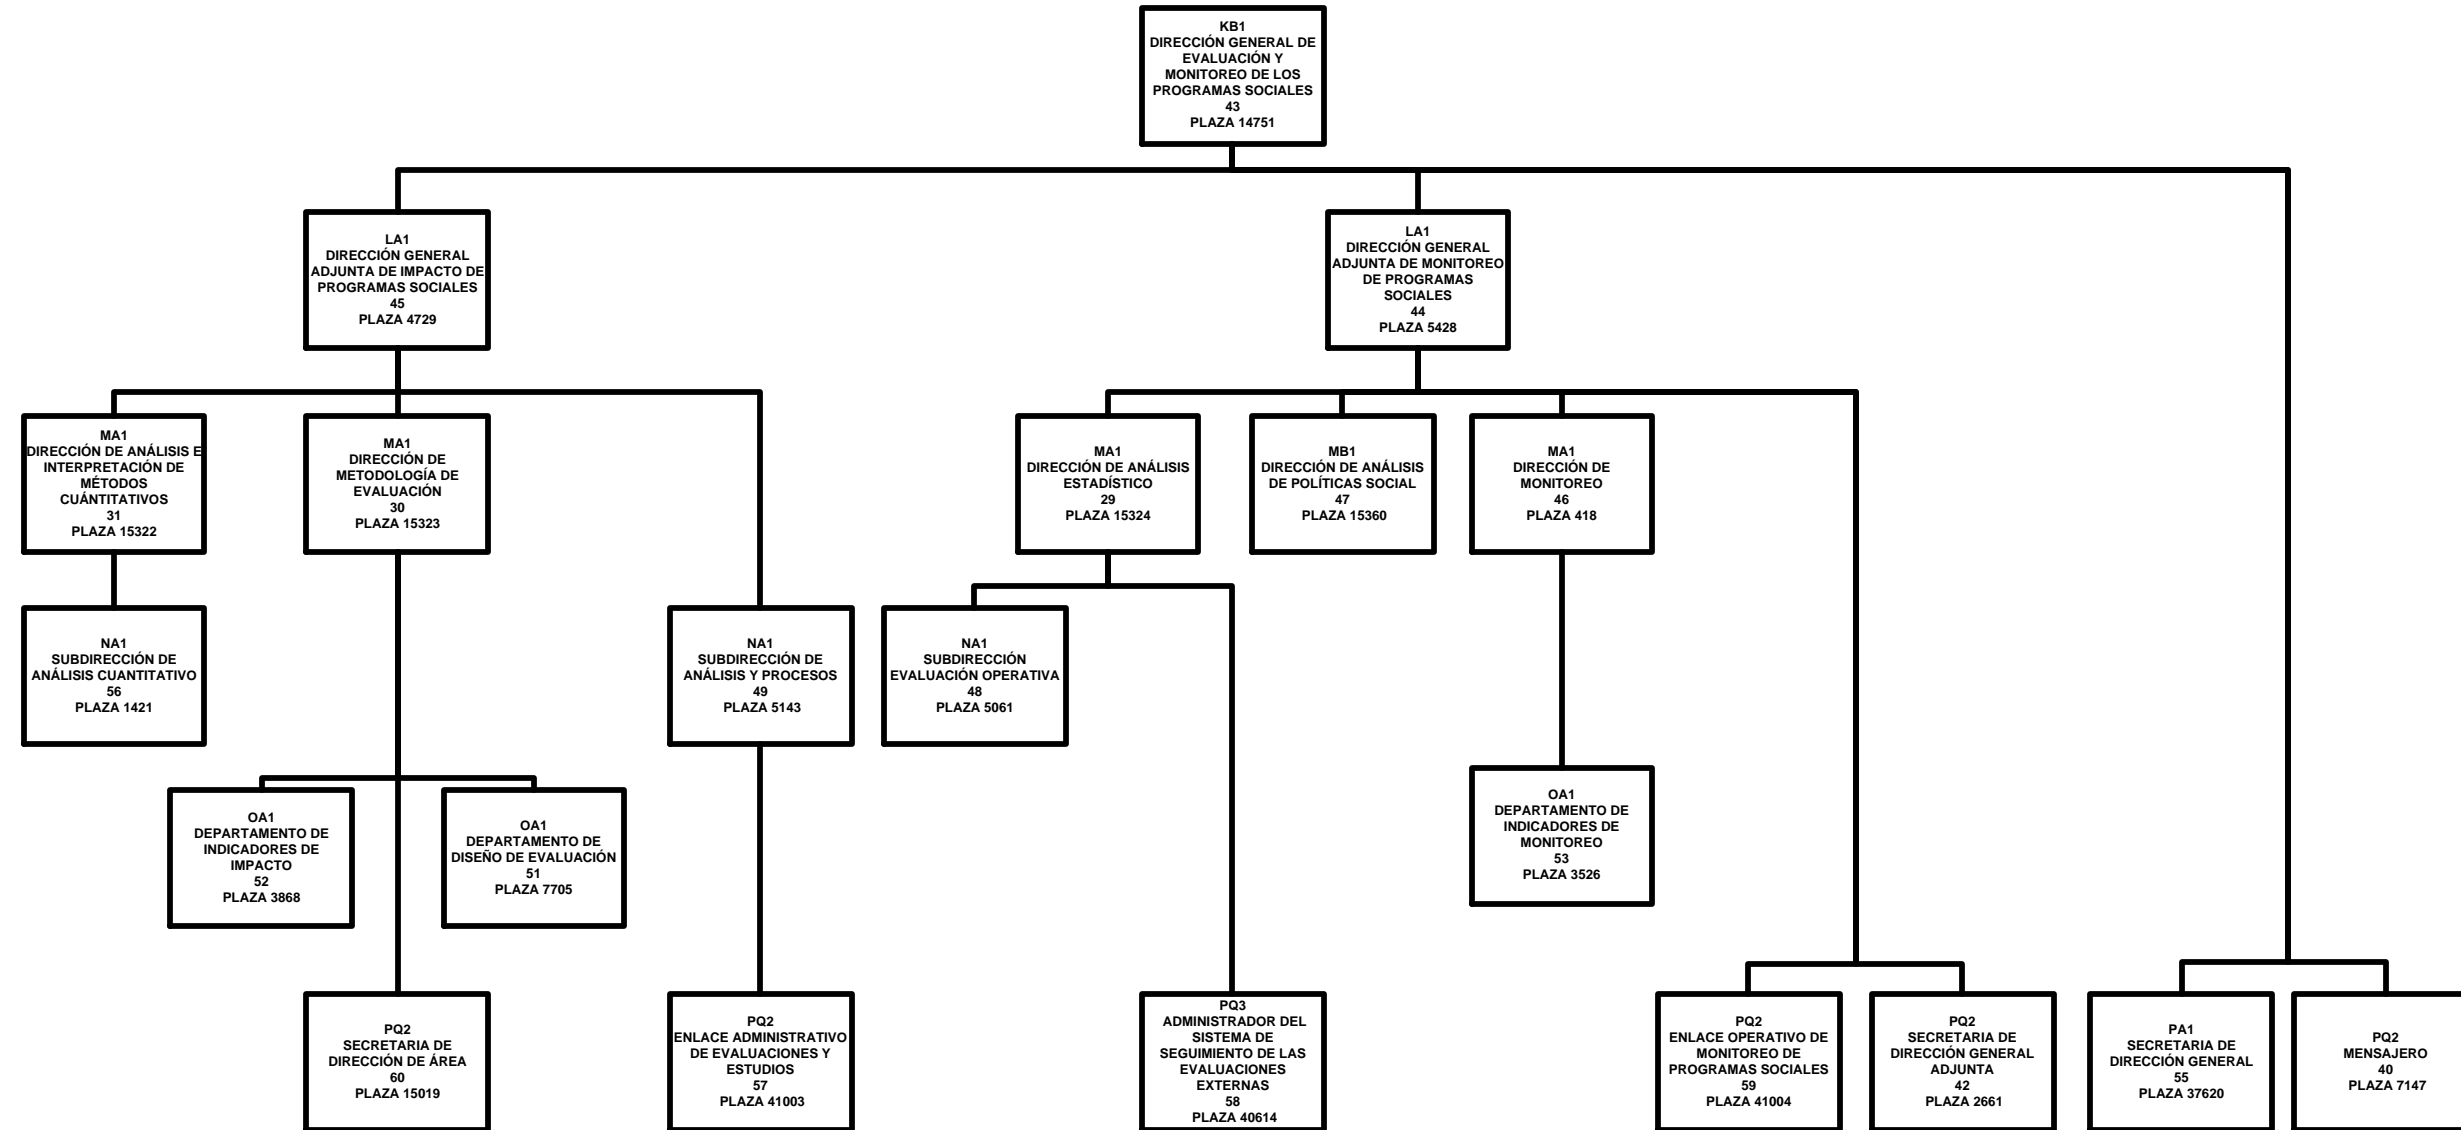 KB1
DIRECCIÓN GENERAL DE
EVALUACIÓN Y
MONITOREO DE LOS
PROGRAMAS SOCIALES
43
PLAZA 14751
LA1
DIRECCIÓN GENERAL
ADJUNTA DE IMPACTO DE
PROGRAMAS SOCIALES
45
PLAZA 4729
LA1
DIRECCIÓN GENERAL
ADJUNTA DE MONITOREO
DE PROGRAMAS
SOCIALES
44
PLAZA 5428
MA1
DIRECCIÓN DE ANÁLISIS E
INTERPRETACIÓN DE
MÉTODOS
CUÁNTITATIVOS
31
PLAZA 15322
MA1
DIRECCIÓN DE
METODOLOGÍA DE
EVALUACIÓN
30
PLAZA 15323
MA1
DIRECCIÓN DE ANÁLISIS
ESTADÍSTICO
29
PLAZA 15324
MB1
DIRECCIÓN DE ANÁLISIS
DE POLÍTICAS SOCIAL
47
PLAZA 15360
MA1
DIRECCIÓN DE
MONITOREO
46
PLAZA 418
NA1
SUBDIRECCIÓN DE
ANÁLISIS CUANTITATIVO
56
PLAZA 1421
NA1
SUBDIRECCIÓN DE
ANÁLISIS Y PROCESOS
49
PLAZA 5143
NA1
SUBDIRECCIÓN
EVALUACIÓN OPERATIVA
48
PLAZA 5061
OA1
DEPARTAMENTO DE
INDICADORES DE
IMPACTO
52
PLAZA 3868
OA1
DEPARTAMENTO DE
DISEÑO DE EVALUACIÓN
51
PLAZA 7705
OA1
DEPARTAMENTO DE
INDICADORES DE
MONITOREO
53
PLAZA 3526
PQ2
SECRETARIA DE
DIRECCIÓN DE ÁREA
60
PLAZA 15019
PQ2
ENLACE ADMINISTRATIVO
DE EVALUACIONES Y
ESTUDIOS
57
PLAZA 41003
PQ3
ADMINISTRADOR DEL
SISTEMA DE
SEGUIMIENTO DE LAS
EVALUACIONES
EXTERNAS
58
PLAZA 40614
PQ2
ENLACE OPERATIVO DE
MONITOREO DE
PROGRAMAS SOCIALES
59
PLAZA 41004
PQ2
SECRETARIA DE
DIRECCIÓN GENERAL
ADJUNTA
42
PLAZA 2661
PA1
SECRETARIA DE
DIRECCIÓN GENERAL
55
PLAZA 37620
PQ2
MENSAJERO
40
PLAZA 7147